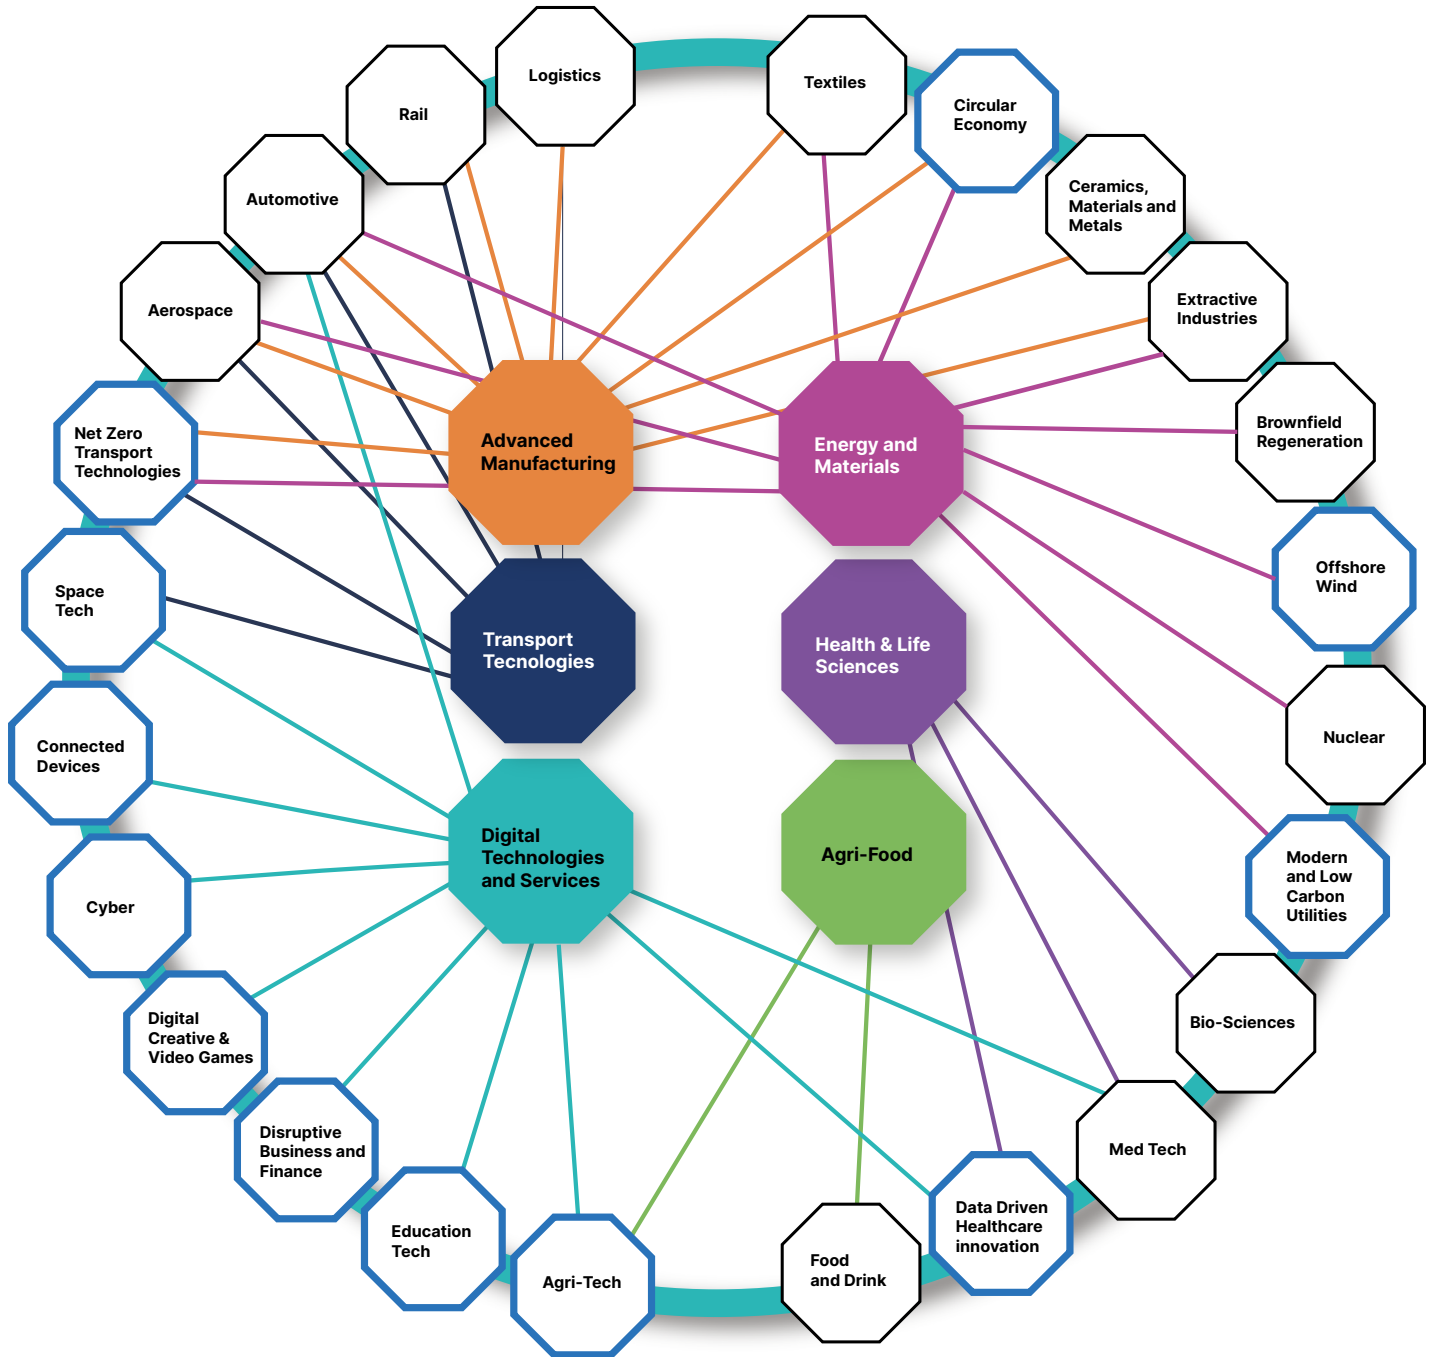 Logistics
Textiles
Rail
Circular
Economy
Automotive
Ceramics,
Materials and
Metals
Aerospace
Extractive
Industries
Net Zero
Transport
Technologies
Advanced
Manufacturing
Energy and
Materials
Brownfield
Regeneration
Space
Tech
Transport
Tecnologies
Health & Life
Sciences
Offshore
Wind
Connected
Devices
Nuclear
Digital
Technologies
and Services
Agri-Food
Modern
and Low
Carbon
Utilities
Cyber
Digital
Creative &
Video Games
Bio-Sciences
Disruptive
Business and
Finance
Med Tech
Education
Tech
Data Driven
Healthcare
innovation
Agri-Tech
Food
and Drink